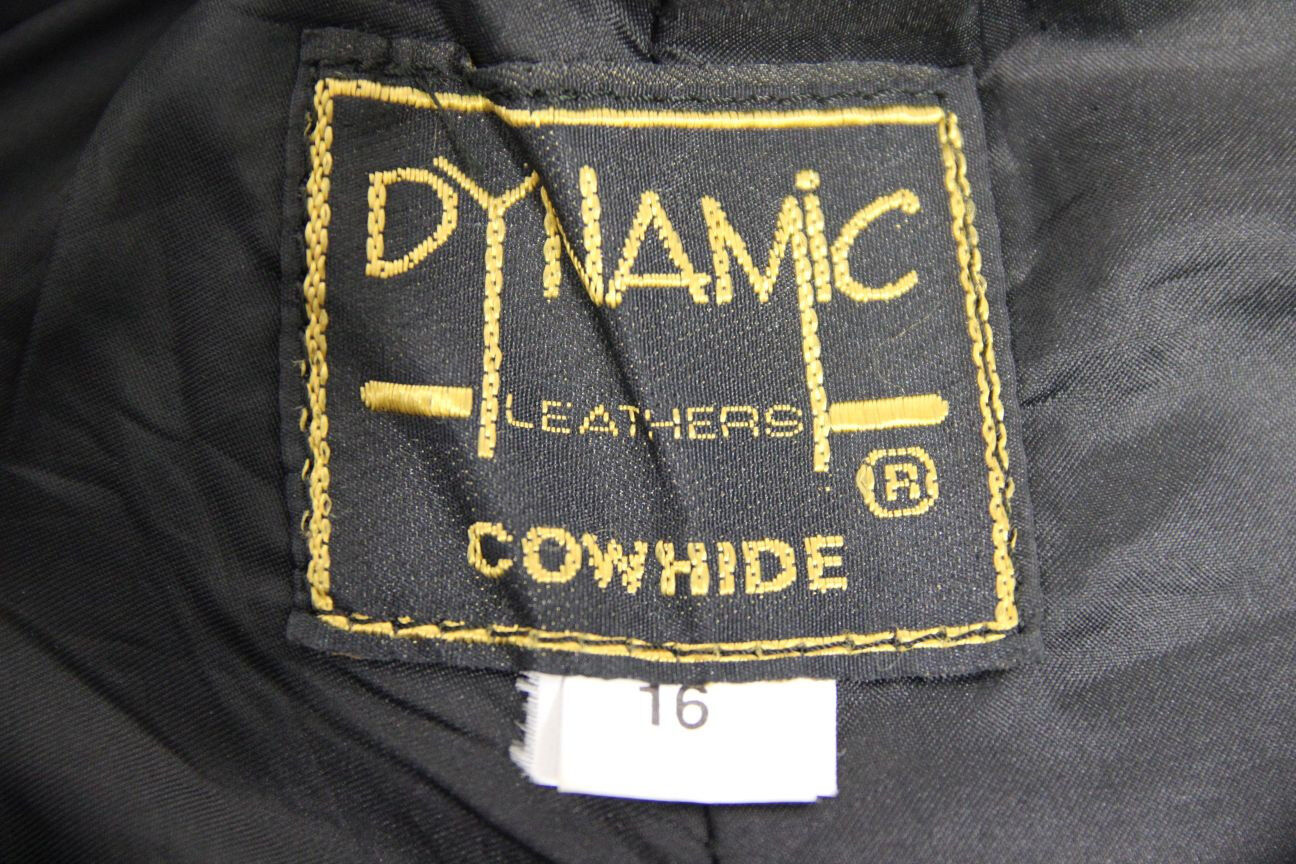 DYNAMiC
LEATHERS
®
COWHIDE
16